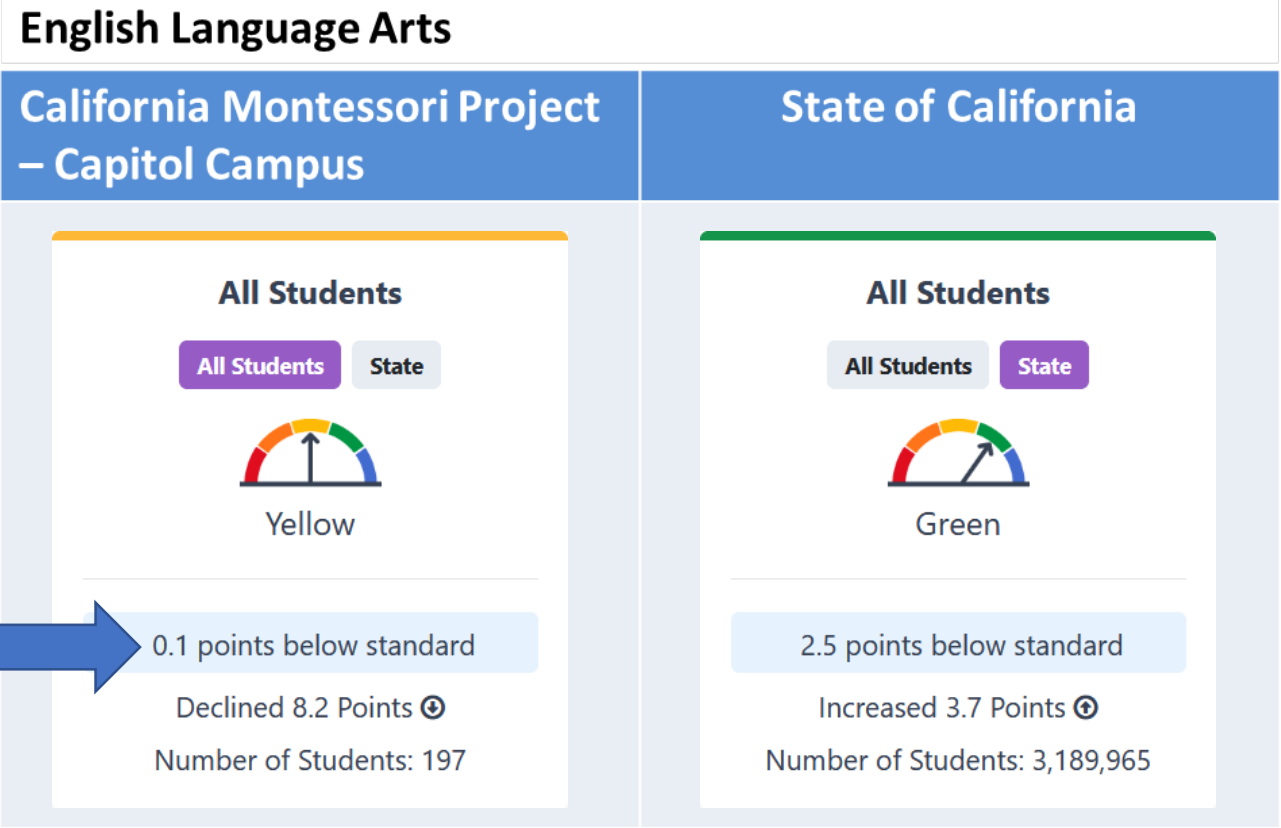 English Language Arts
California Montessori Project
– Capitol Campus
State of California
All Students
All Students State
Yellow
0.1 points below standard
Declined 8.2 Points
Number of Students: 197
All Students
All Students State
Green
2.5 points below standard
Increased 3.7 Points
Number of Students: 3,189,965